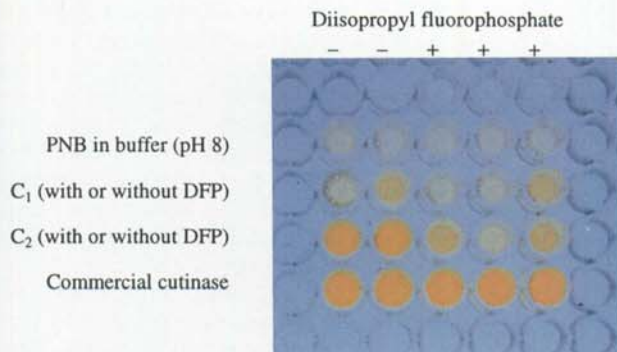 Diisopropyl fluorophosphate
– – + + +
PNB in buffer (pH 8)
C₁ (with or without DFP)
C₂ (with or without DFP)
Commercial cutinase